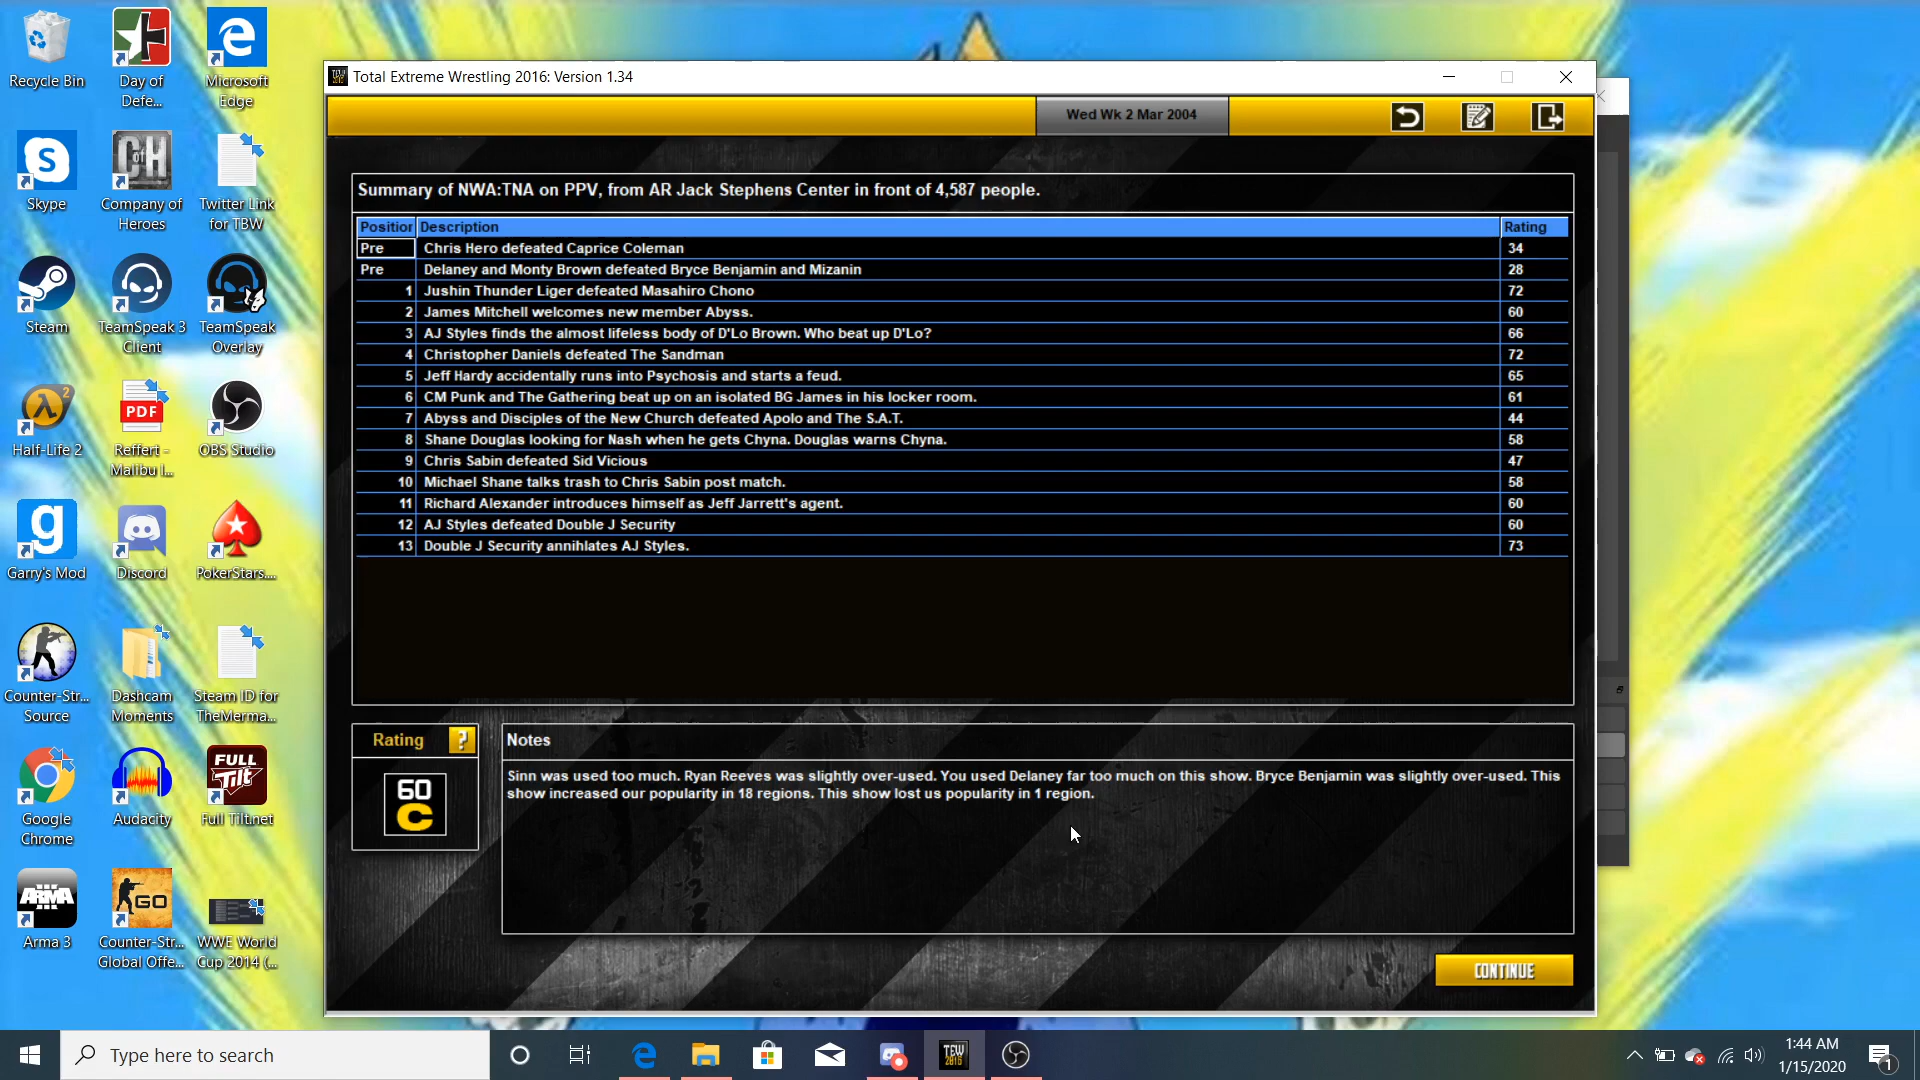 Recycle Bin
Day of
Defe...
Microsoft
Edge
Skype
Company of
Heroes
Twitter Link
for TBW
Steam
TeamSpeak 3
Client
TeamSpeak
Overlay
Half-Life 2
PDF
Reffert -
Malibu I...
OBS Studio
Garry's Mod
Discord
PokerStars....
Counter-Str...
Source
Dashcam
Moments
Steam ID for
TheMerma...
Google
Chrome
Audacity
FULL
TiLT
Full Tilt.net
ARMA
Arma 3
GO
Counter-Str...
Global Offe...
WWE World
Cup 2014 (...
Total Extreme Wrestling 2016: Version 1.34
Wed Wk 2 Mar 2004
Summary of NWA:TNA on PPV, from AR Jack Stephens Center in front of 4,587 people.
Position Description Rating
Pre Chris Hero defeated Caprice Coleman 34
Pre Delaney and Monty Brown defeated Bryce Benjamin and Mizanin 28
1 Jushin Thunder Liger defeated Masahiro Chono 72
2 James Mitchell welcomes new member Abyss. 60
3 AJ Styles finds the almost lifeless body of D'Lo Brown. Who beat up D'Lo? 66
4 Christopher Daniels defeated The Sandman 72
5 Jeff Hardy accidentally runs into Psychosis and starts a feud. 65
6 CM Punk and The Gathering beat up on an isolated BG James in his locker room. 61
7 Abyss and Disciples of the New Church defeated Apolo and The S.A.T. 44
8 Shane Douglas looking for Nash when he gets Chyna. Douglas warns Chyna. 58
9 Chris Sabin defeated Sid Vicious 47
10 Michael Shane talks trash to Chris Sabin post match. 58
11 Richard Alexander introduces himself as Jeff Jarrett's agent. 60
12 AJ Styles defeated Double J Security 60
13 Double J Security annihlates AJ Styles. 73
Rating ?
60
C
Notes
Sinn was used too much. Ryan Reeves was slightly over-used. You used Delaney far too much on this show. Bryce Benjamin was slightly over-used. This
show increased our popularity in 18 regions. This show lost us popularity in 1 region.
CONTINUE
Type here to search
TEW
2016
1:44 AM
1/15/2020
1